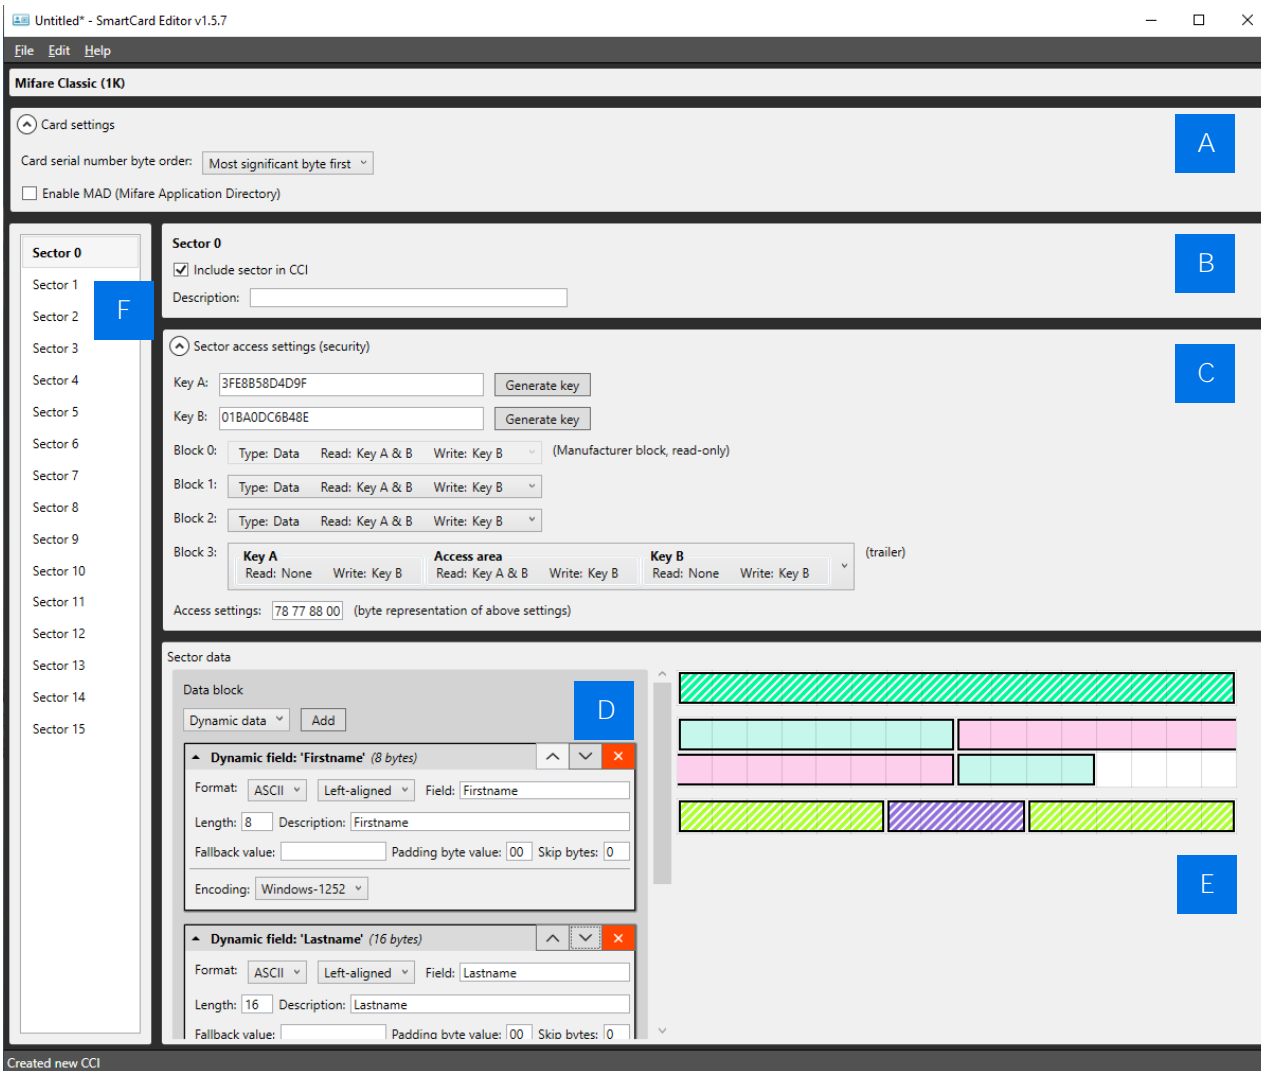 Untitled* - SmartCard Editor v1.5.7
File Edit Help
Mifare Classic (1K)
Card settings
A
Card serial number byte order: Most significant byte first
Enable MAD (Mifare Application Directory)
Sector 0
Sector 1
Sector 2
Sector 3
Sector 4
Sector 5
Sector 6
Sector 7
Sector 8
Sector 9
Sector 10
Sector 11
Sector 12
Sector 13
Sector 14
Sector 15
F
Sector 0
B
Include sector in CCI
Description:
Sector access settings (security)
C
Key A: 3FE8B58D4D9F Generate key
Key B: 01BA0DC6B48E Generate key
Block 0: Type: Data Read: Key A & B Write: Key B (Manufacturer block, read-only)
Block 1: Type: Data Read: Key A & B Write: Key B
Block 2: Type: Data Read: Key A & B Write: Key B
Block 3: Key A Access area Key B (trailer)
Read: None Write: Key B Read: Key A & B Write: Key B Read: None Write: Key B
Access settings: 78 77 88 00 (byte representation of above settings)
Sector data
Data block
D
Dynamic data Add
Dynamic field: 'Firstname' (8 bytes)
Format: ASCII Left-aligned Field: Firstname
Length: 8 Description: Firstname
Fallback value: Padding byte value: 00 Skip bytes: 0
Encoding: Windows-1252
Dynamic field: 'Lastname' (16 bytes)
Format: ASCII Left-aligned Field: Lastname
Length: 16 Description: Lastname
Fallback value: Padding byte value: 00 Skip bytes: 0
E
Created new CCI